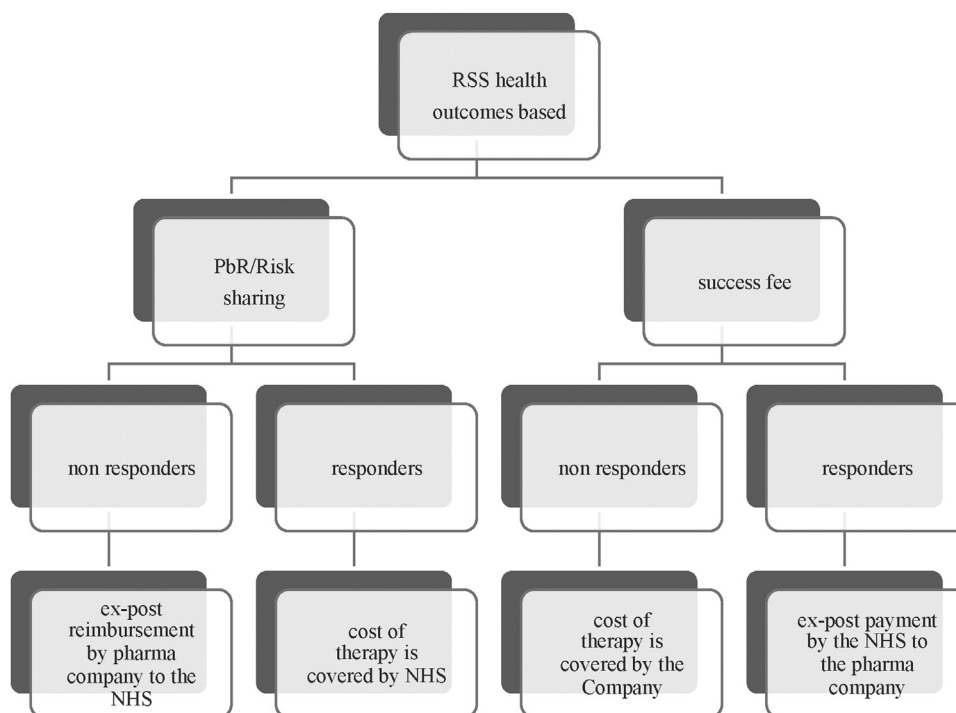 RSS health
outcomes based
PbR/Risk
sharing
success fee
non responders
responders
non responders
responders
ex-post
reimbursement
by pharma
company to the
NHS
cost of
therapy is
covered by NHS
cost of
therapy is
covered by the
Company
ex-post payment
by the NHS to
the pharma
company